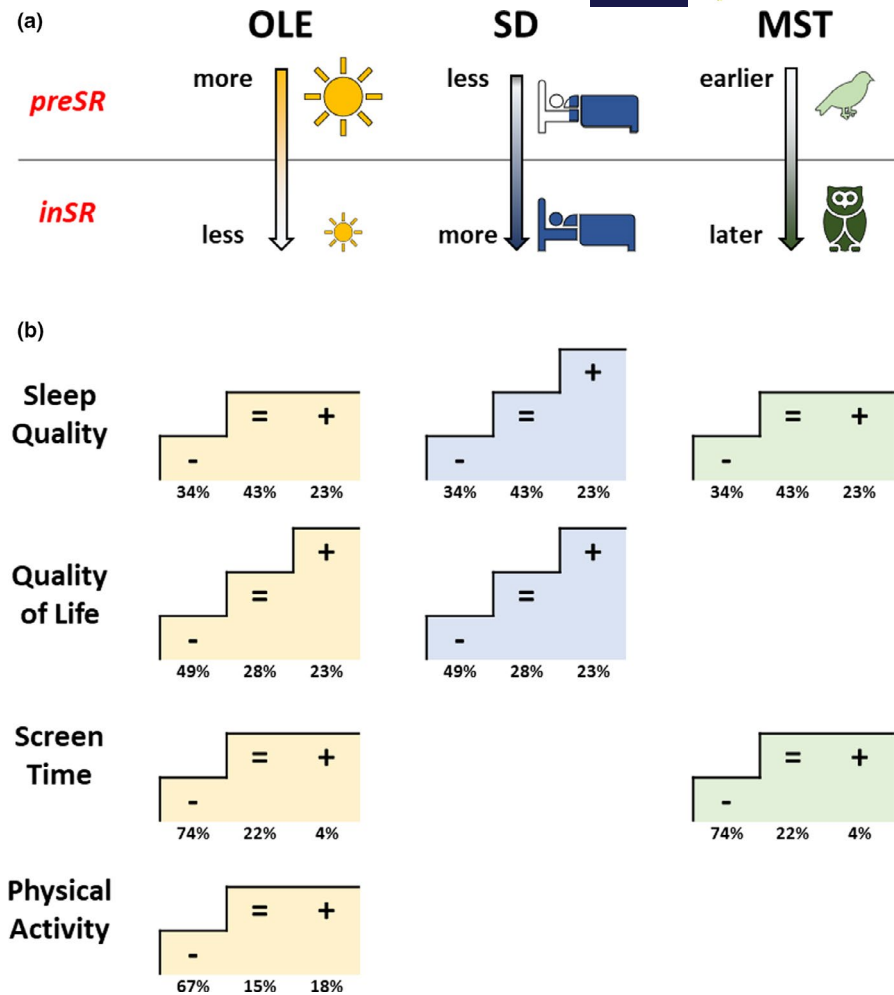 (a)
OLE SD MST
preSR
more less earlier
inSR
less more later
(b)
Sleep
Quality
- = +
34% 43% 23%
- = +
34% 43% 23%
- = +
34% 43% 23%
Quality
of Life
- = +
49% 28% 23%
- = +
49% 28% 23%
Screen
Time
- = +
74% 22% 4%
- = +
74% 22% 4%
Physical
Activity
- = +
67% 15% 18%